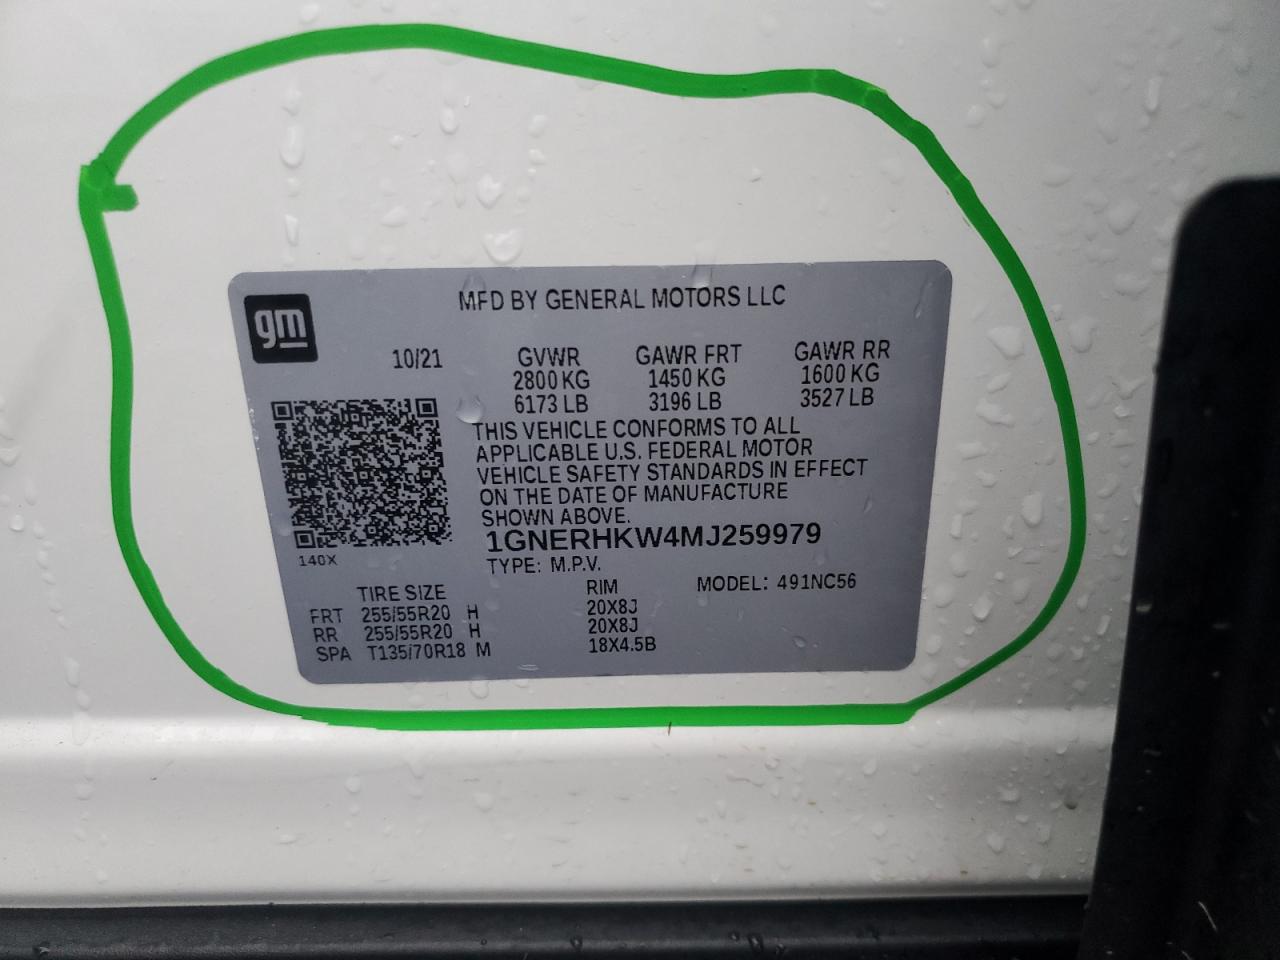 MFD BY GENERAL MOTORS LLC
gm
10/21 GVWR GAWR FRT GAWR RR
2800 KG 1450 KG 1600 KG
6173 LB 3196 LB 3527 LB
THIS VEHICLE CONFORMS TO ALL
APPLICABLE U.S. FEDERAL MOTOR
VEHICLE SAFETY STANDARDS IN EFFECT
ON THE DATE OF MANUFACTURE
SHOWN ABOVE.
1GNERHKW4MJ259979
140X
TYPE: M.P.V.
TIRE SIZE RIM MODEL: 491NC56
FRT 255/55R20 H 20X8J
RR 255/55R20 H 20X8J
SPA T135/70R18 M 18X4.5B